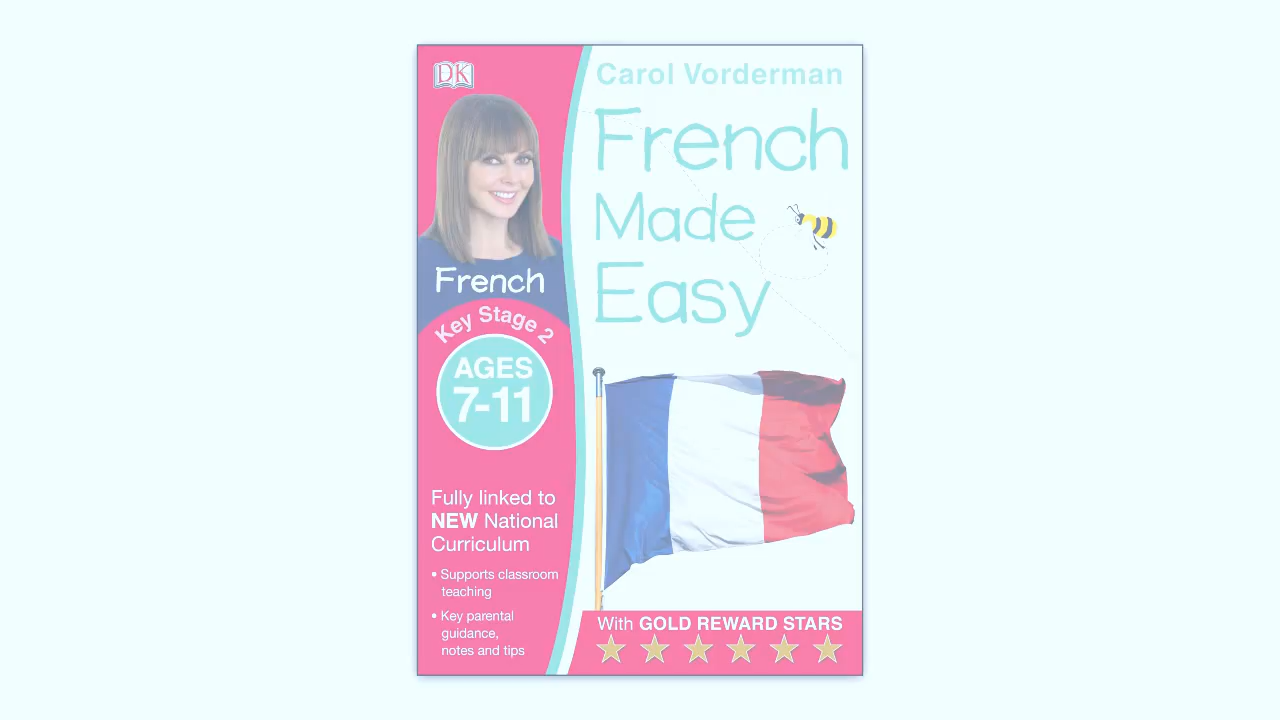 DK
Carol Vorderman
French
Made
Easy
French
Key Stage 2
AGES
7-11
Fully linked to
NEW National
Curriculum
• Supports classroom
teaching
• Key parental
guidance,
notes and tips
With GOLD REWARD STARS